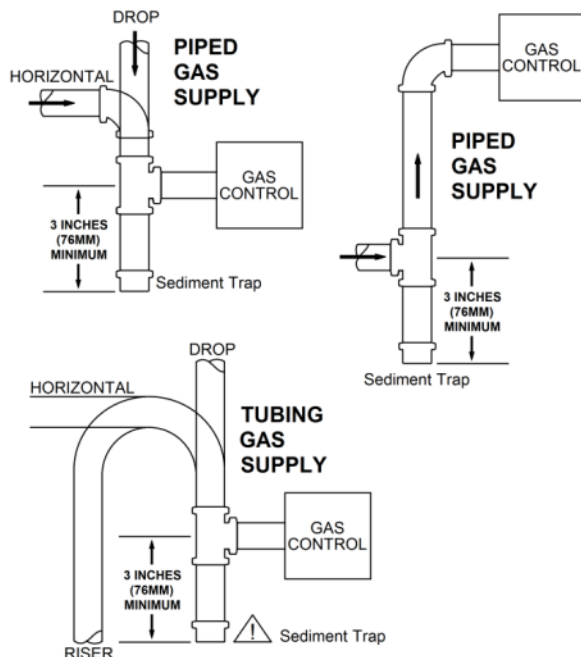 DROP
PIPED
GAS
SUPPLY
HORIZONTAL
GAS
CONTROL
3 INCHES
(76MM)
MINIMUM
Sediment Trap
GAS
CONTROL
PIPED
GAS
SUPPLY
3 INCHES
(76MM)
MINIMUM
Sediment Trap
DROP
HORIZONTAL
TUBING
GAS
SUPPLY
GAS
CONTROL
3 INCHES
(76MM)
MINIMUM
! Sediment Trap
RISER